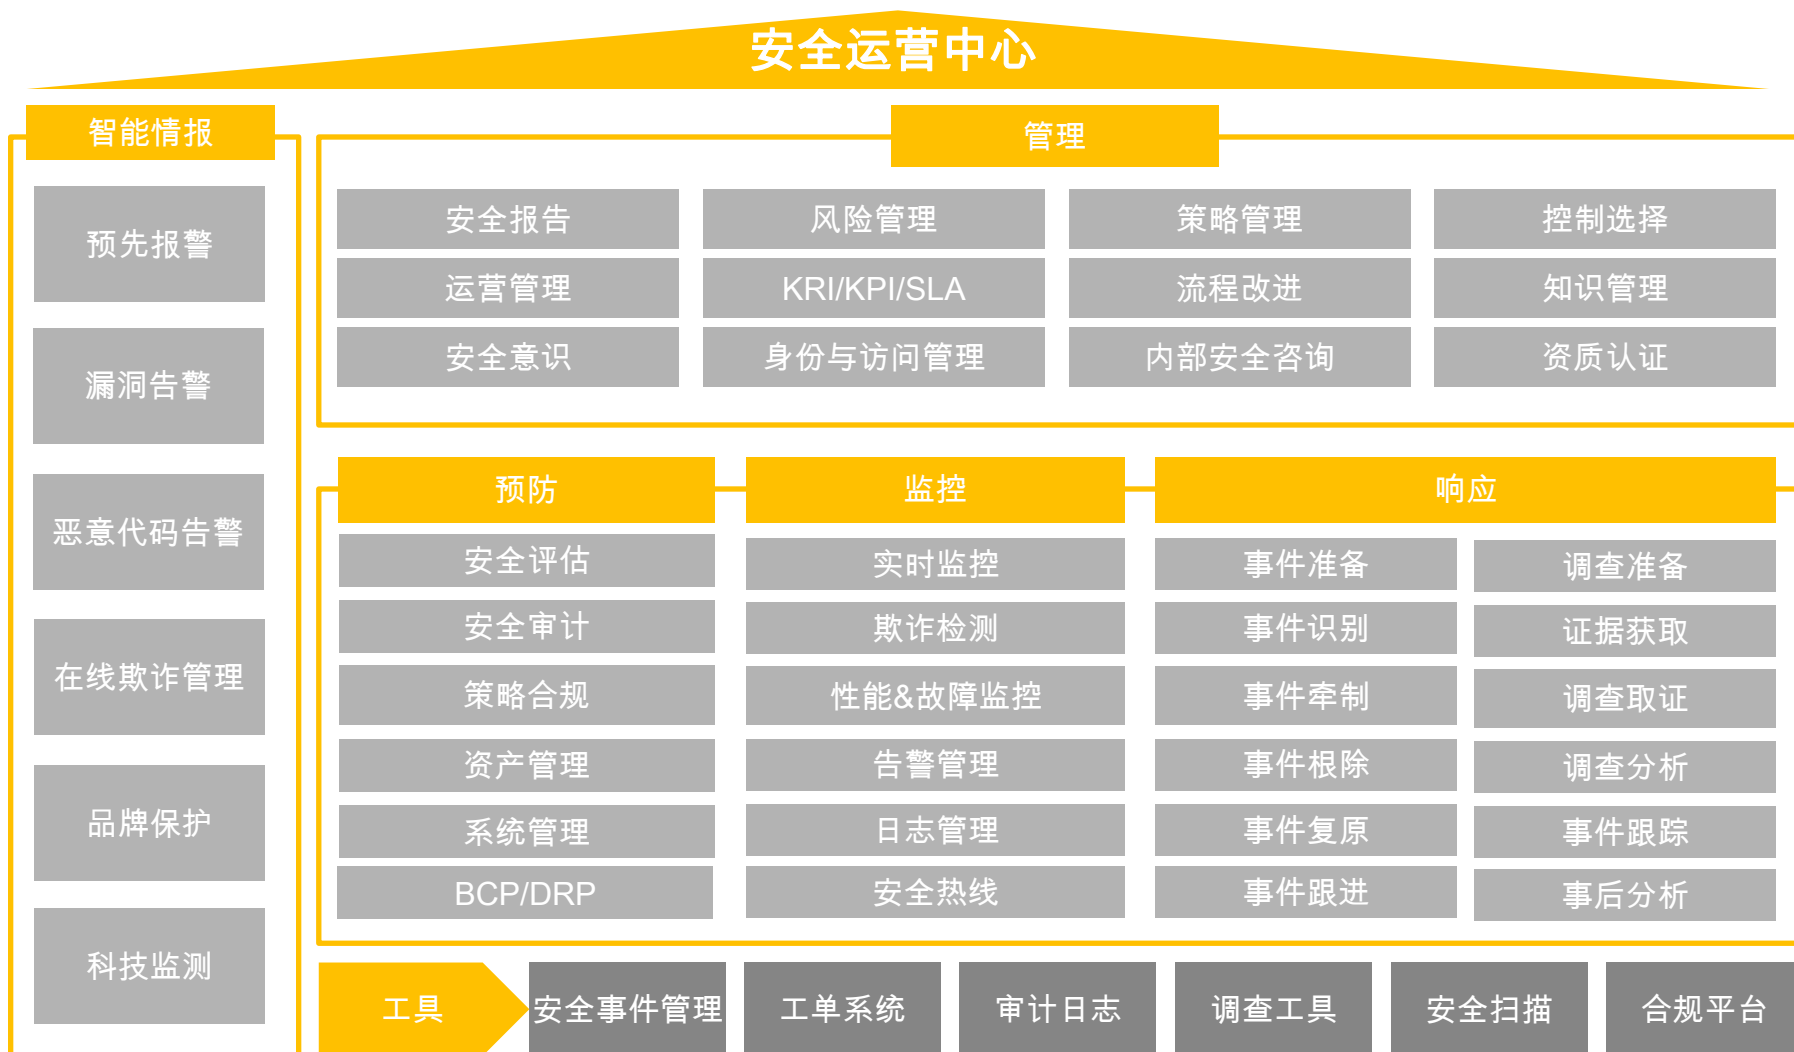 安全运营中心
智能情报
预先报警
漏洞告警
恶意代码告警
在线欺诈管理
品牌保护
科技监测
管理
安全报告
风险管理
策略管理
控制选择
运营管理
KRI/KPI/SLA
流程改进
知识管理
安全意识
身份与访问管理
内部安全咨询
资质认证
预防
安全评估
安全审计
策略合规
资产管理
系统管理
BCP/DRP
监控
实时监控
欺诈检测
性能&故障监控
告警管理
日志管理
安全热线
响应
事件准备
事件识别
事件牵制
事件根除
事件复原
事件跟进
调查准备
证据获取
调查取证
调查分析
事件跟踪
事后分析
工具
安全事件管理
工单系统
审计日志
调查工具
安全扫描
合规平台